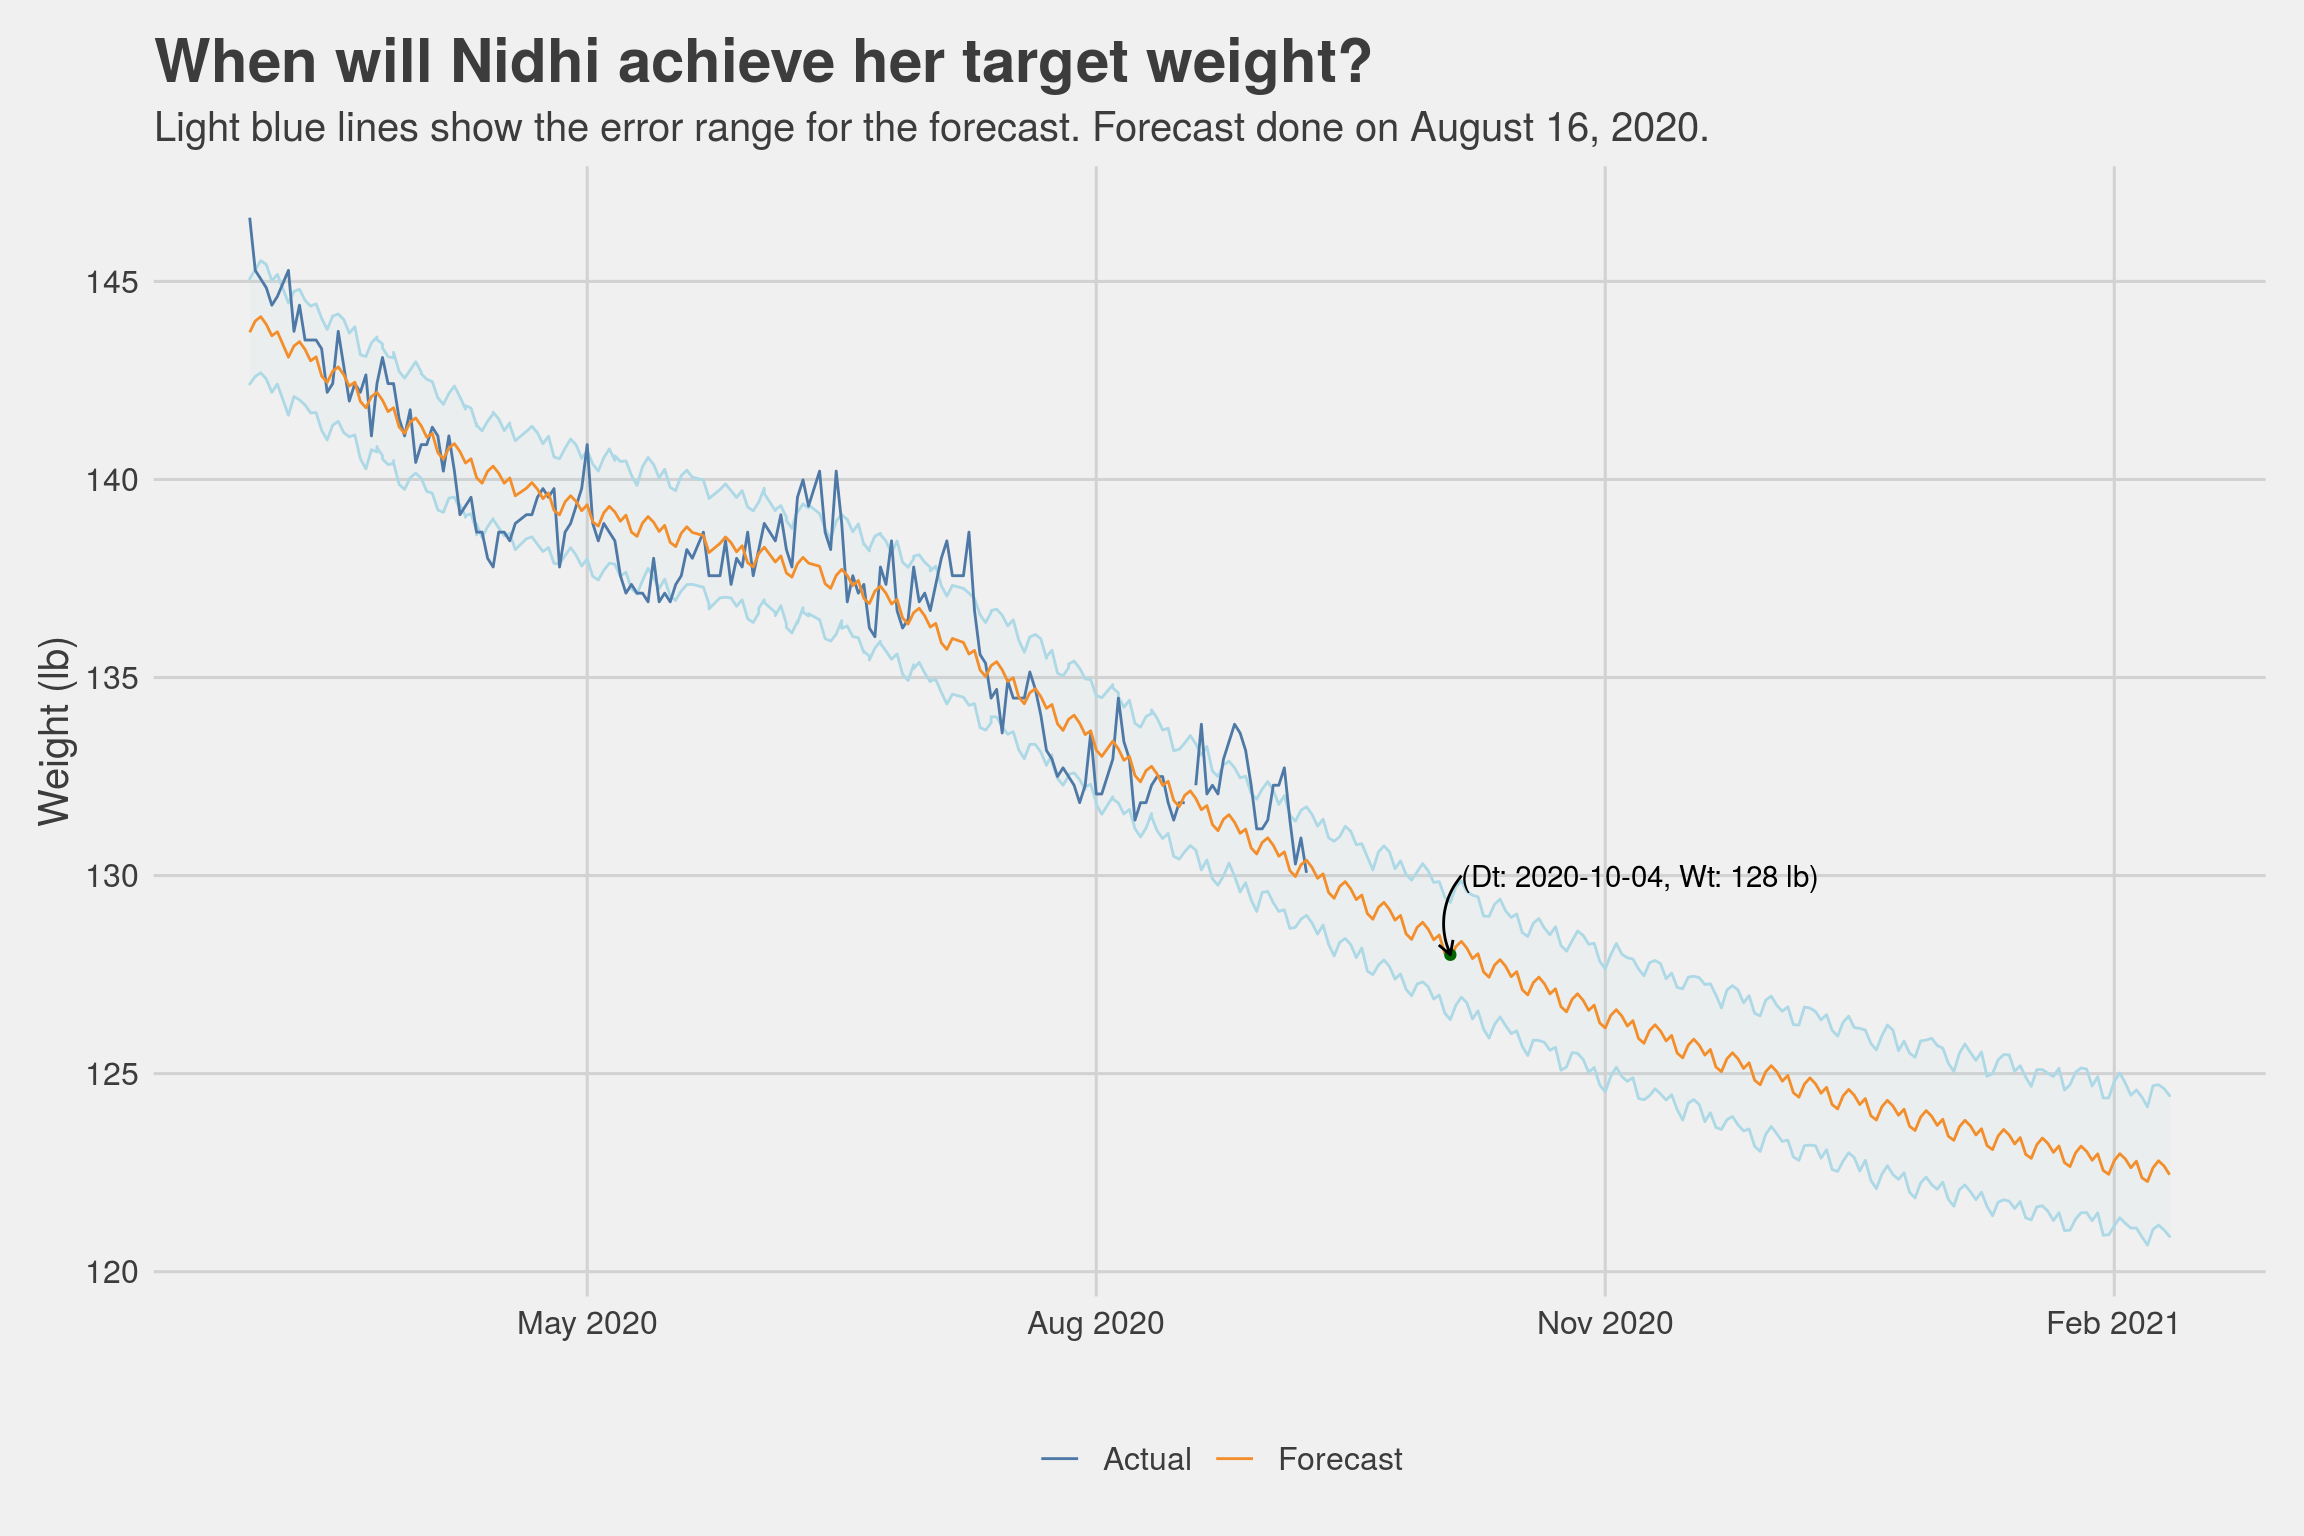 When will Nidhi achieve her target weight?
Light blue lines show the error range for the forecast. Forecast done on August 16, 2020.
Weight (lb)
145
140
135
130
125
120
(Dt: 2020-10-04, Wt: 128 lb)
May 2020
Aug 2020
Nov 2020
Feb 2021
Actual
Forecast